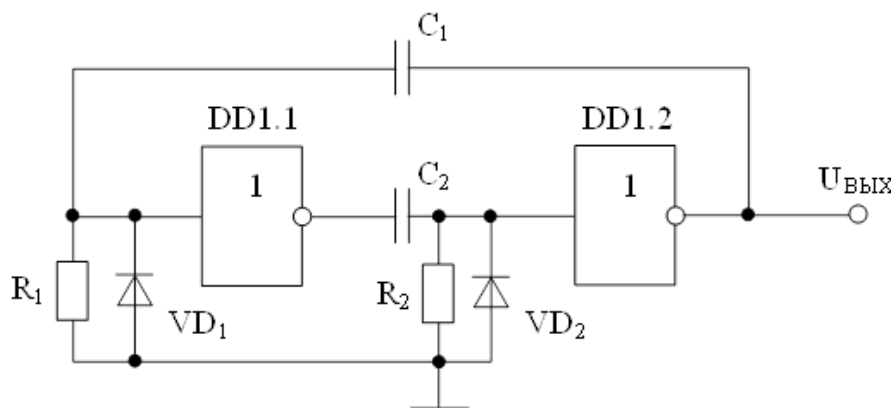 C₁
DD1.1
DD1.2
1
C₂
1
Uвых
R₁
VD₁
R₂
VD₂